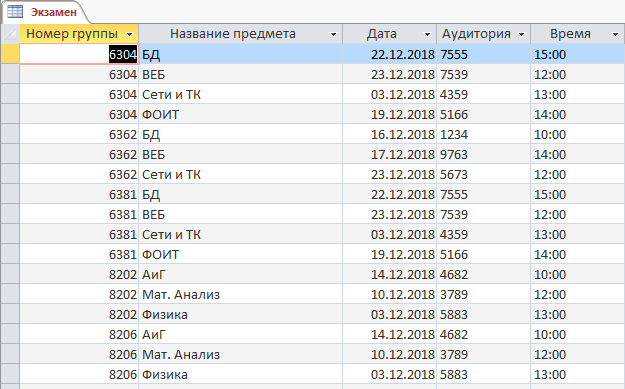 Экзамен
Номер группы Название предмета Дата Аудитория Время
6304 БД 22.12.2018 7555 15:00
6304 ВЕБ 23.12.2018 7539 12:00
6304 Сети и ТК 03.12.2018 4359 13:00
6304 ФОИТ 19.12.2018 5166 14:00
6362 БД 16.12.2018 1234 10:00
6362 ВЕБ 17.12.2018 9763 14:00
6362 Сети и ТК 23.12.2018 5673 12:00
6381 БД 22.12.2018 7555 15:00
6381 ВЕБ 23.12.2018 7539 12:00
6381 Сети и ТК 03.12.2018 4359 13:00
6381 ФОИТ 19.12.2018 5166 14:00
8202 АиГ 14.12.2018 4682 10:00
8202 Мат. Анализ 10.12.2018 3789 12:00
8202 Физика 03.12.2018 5883 13:00
8206 АиГ 14.12.2018 4682 10:00
8206 Мат. Анализ 10.12.2018 3789 12:00
8206 Физика 03.12.2018 5883 13:00